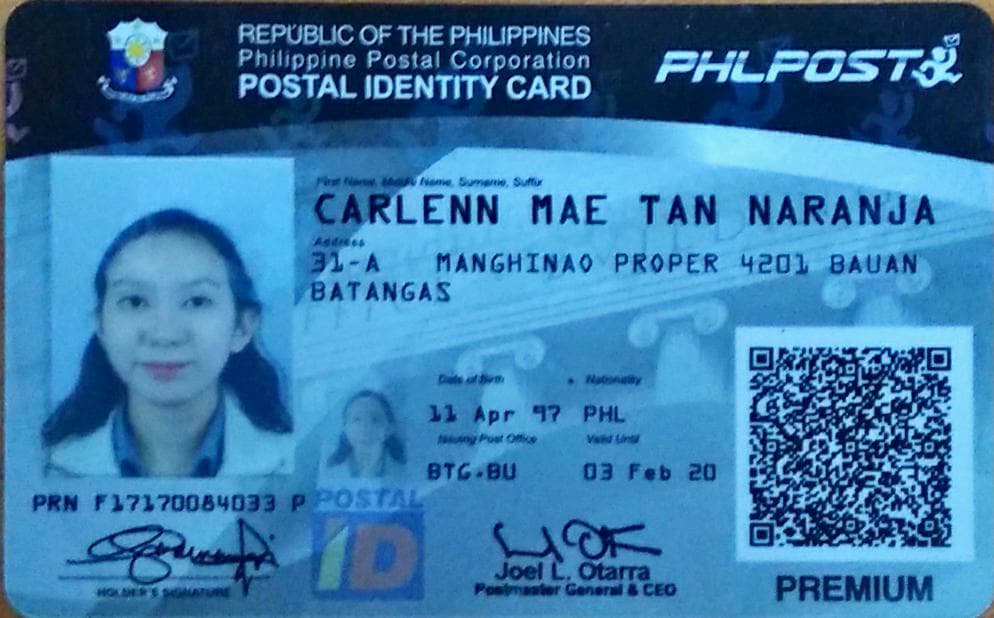 REPUBLIC OF THE PHILIPPINES
Philippine Postal Corporation
POSTAL IDENTITY CARD
PHLPOST
First Name, Middle Name, Surname, Suffix
CARLENN MAE TAN NARANJA
Address
31-A MANGHINAO PROPER 4201 BAUAN
BATANGAS
Date of Birth Nationality
11 Apr 97 PHL
Issuing Post Office Valid Until
BTG-BU 03 Feb 20
PRN F17170084033 P
POSTAL
iD
HOLDER'S SIGNATURE
Joel L. Otarra
Postmaster General & CEO
PREMIUM